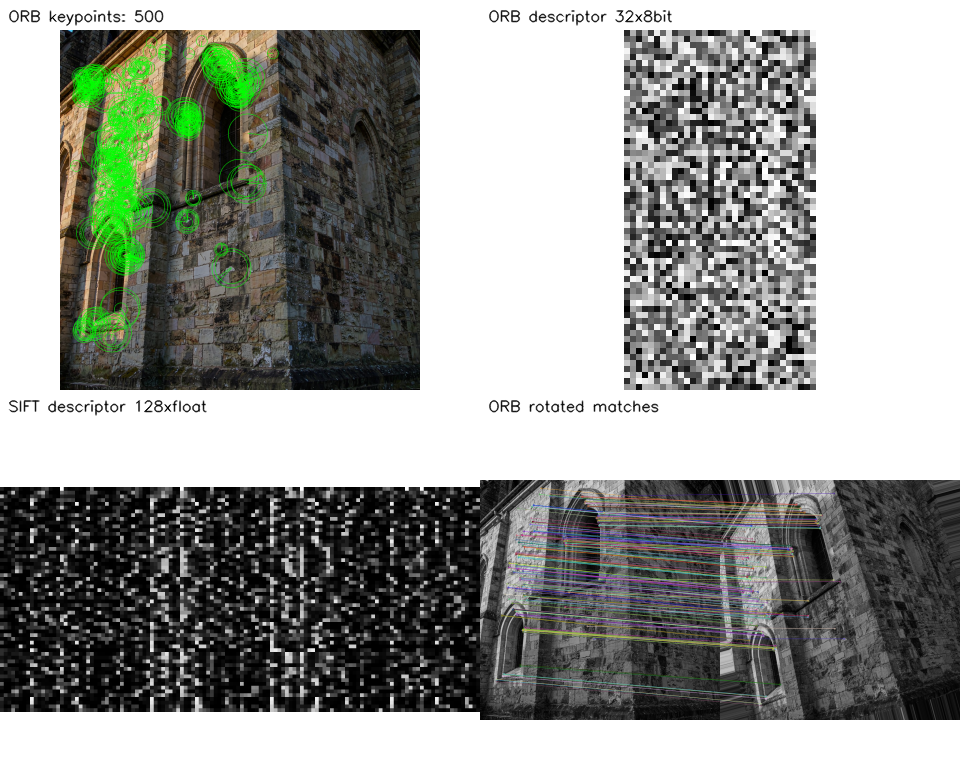 ORB keypoints: 500
ORB descriptor 32x8bit
SIFT descriptor 128xfloat
ORB rotated matches